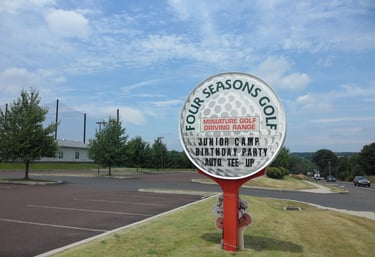 FOUR SEASONS GOLF
MINIATURE GOLF
DRIVING RANGE
JUNIOR CAMP
BIRTHDAY PARTY
AUTO TEE-UP